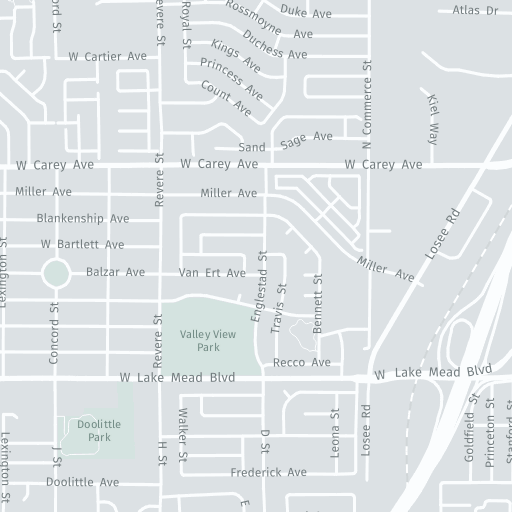 Rossmoyne Ave
Duke Ave
Atlas Dr
Duchess Ave
Kings Ave
W Cartier Ave
Princess Ave
Count Ave
Royal St
Revere St
N Commerce St
Kiel Way
Sand Sage Ave
W Carey Ave
W Carey Ave
W Carey Ave
Miller Ave
Miller Ave
Revere St
Blankenship Ave
W Bartlett Ave
Losee Rd
Balzar Ave
Van Ert Ave
Miller Ave
Lexington St
Englestad St
Travis St
Bennett St
Concord St
Revere St
Valley View
Park
Recco Ave
W Lake Mead Blvd
W Lake Mead Blvd
Doolittle
Park
Walker St
H St
D St
Leona St
Losee Rd
Goldfield St
Princeton St
Stanford St
Lexington St
J St
Frederick Ave
Doolittle Ave